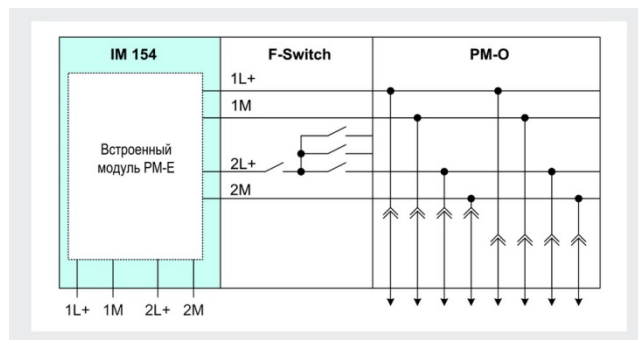 IM 154 F-Switch PM-O
1L+
1M
Встроенный
модуль PM-E
2L+
2M
1L+ 1M 2L+ 2M